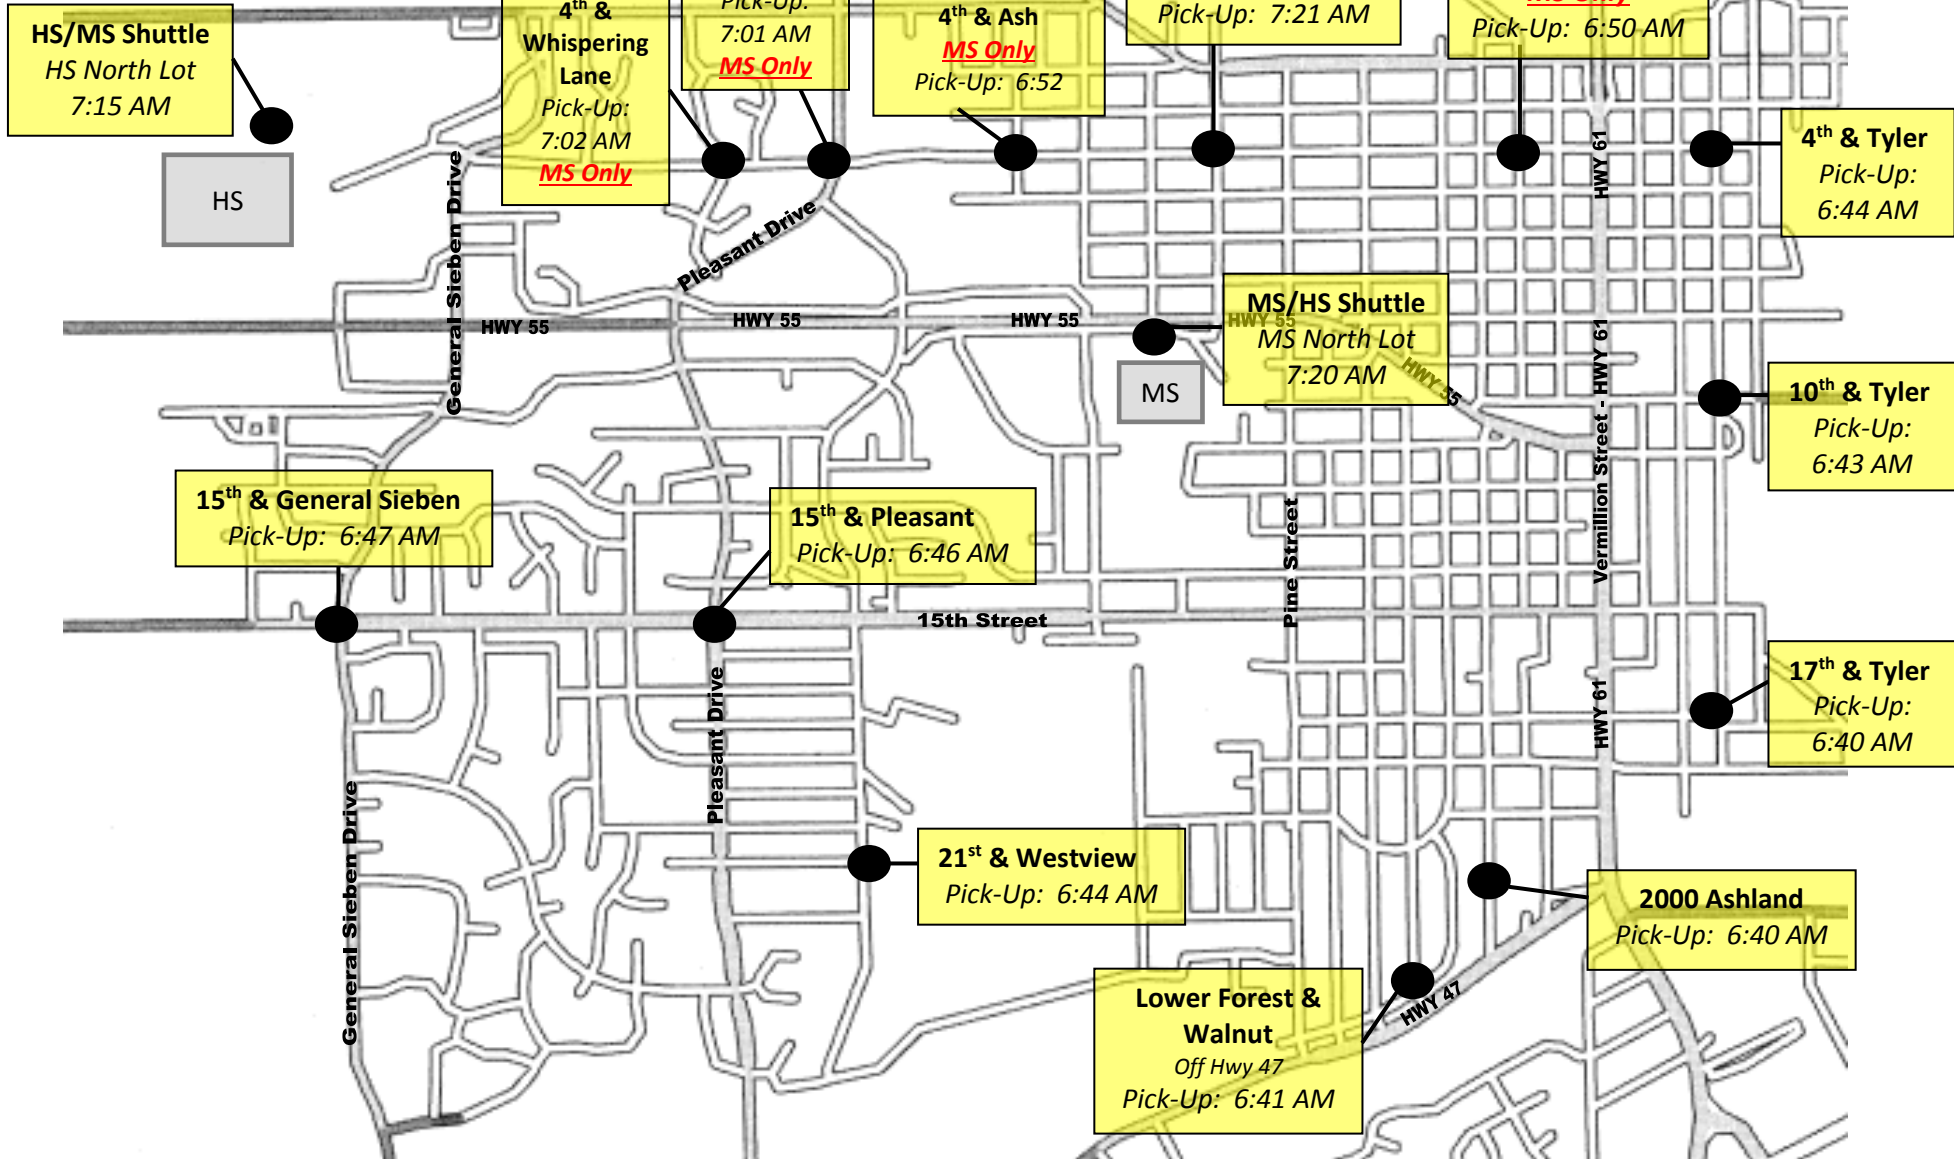 HS/MS Shuttle
HS North Lot
7:15 AM
HS
4th &
Whispering
Lane
Pick-Up:
7:02 AM
MS Only
Pick-Up:
7:01 AM
MS Only
4th & Ash
MS Only
Pick-Up: 6:52
Pick-Up: 7:21 AM
MS Only
Pick-Up: 6:50 AM
4th & Tyler
Pick-Up:
6:44 AM
HWY 61
General Sieben Drive
Pleasant Drive
HWY 55
HWY 55
HWY 55
HWY 55
MS/HS Shuttle
MS North Lot
7:20 AM
MS
HWY 55
Vermillion Street - HWY 61
10th & Tyler
Pick-Up:
6:43 AM
15th & General Sieben
Pick-Up: 6:47 AM
15th & Pleasant
Pick-Up: 6:46 AM
Pine Street
15th Street
17th & Tyler
Pick-Up:
6:40 AM
HWY 61
Pleasant Drive
General Sieben Drive
21st & Westview
Pick-Up: 6:44 AM
2000 Ashland
Pick-Up: 6:40 AM
Lower Forest &
Walnut
Off Hwy 47
Pick-Up: 6:41 AM
HWY 47